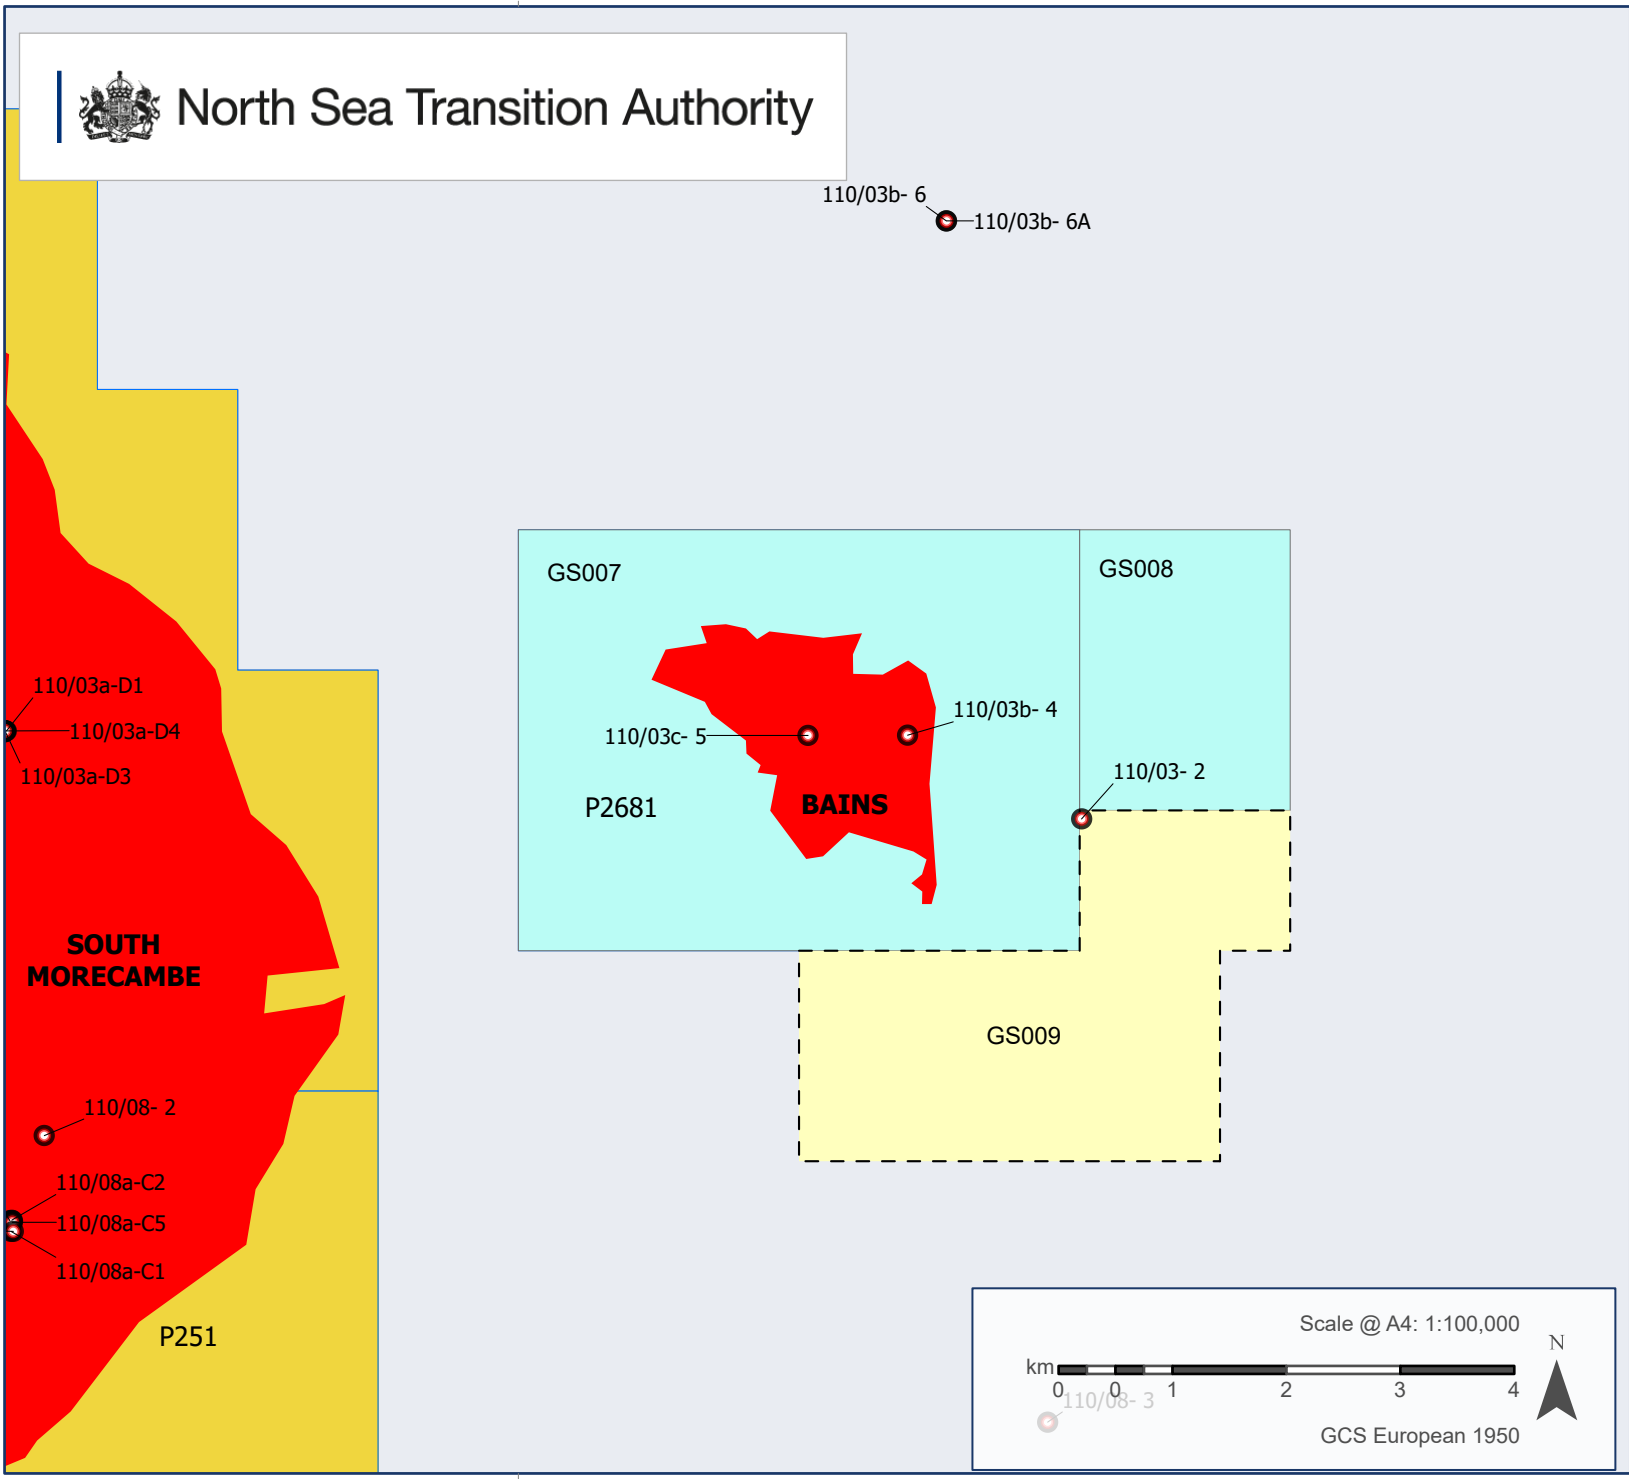 North Sea Transition Authority
110/03b- 6
110/03b- 6A
GS007
GS008
110/03a-D1
110/03a-D4
110/03a-D3
110/03c- 5
110/03b- 4
110/03- 2
P2681
BAINS
SOUTH
MORECAMBE
GS009
110/08- 2
110/08a-C2
110/08a-C5
110/08a-C1
P251
Scale @ A4: 1:100,000
N
km
0 0 1 2 3 4
110/08- 3
GCS European 1950